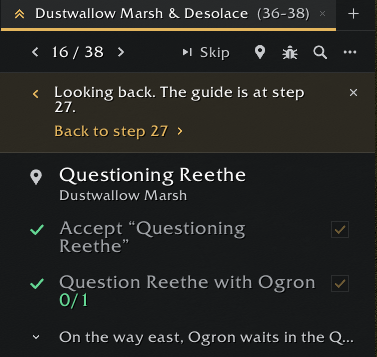 Dustwallow Marsh & Desolace (36-38) × +
< 16 / 38 > Skip
Looking back. The guide is at step
27.
Back to step 27 >
Questioning Reethe
Dustwallow Marsh
Accept “Questioning
Reethe”
Question Reethe with Ogron
0/1
On the way east, Ogron waits in the Q...